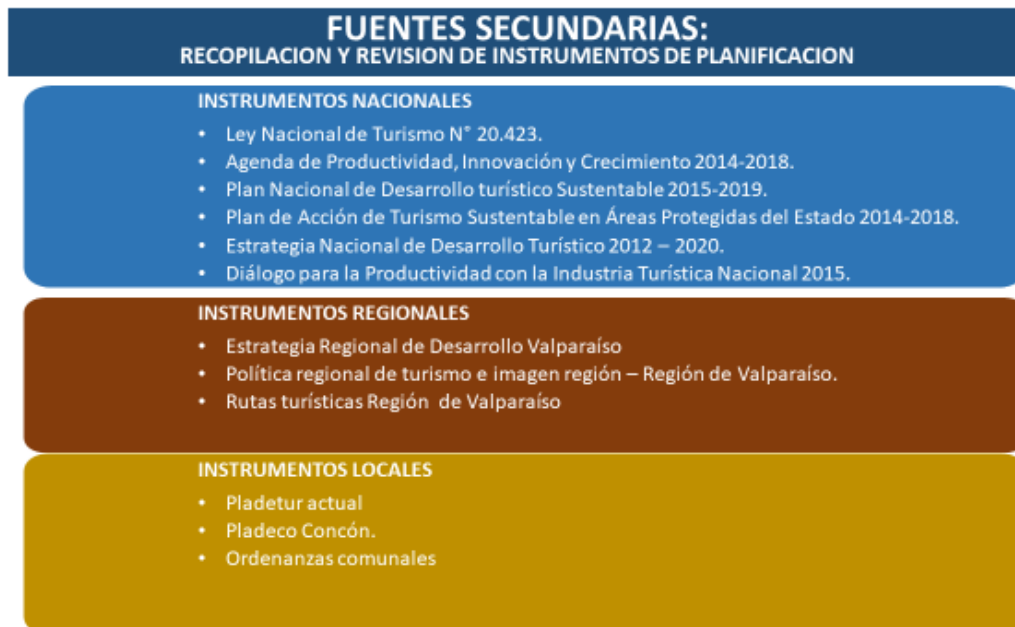 FUENTES SECUNDARIAS:
RECOPILACION Y REVISION DE INSTRUMENTOS DE PLANIFICACION
INSTRUMENTOS NACIONALES
• Ley Nacional de Turismo N° 20.423.
• Agenda de Productividad, Innovación y Crecimiento 2014-2018.
• Plan Nacional de Desarrollo turístico Sustentable 2015-2019.
• Plan de Acción de Turismo Sustentable en Áreas Protegidas del Estado 2014-2018.
• Estrategia Nacional de Desarrollo Turístico 2012 – 2020.
• Diálogo para la Productividad con la Industria Turística Nacional 2015.
INSTRUMENTOS REGIONALES
• Estrategia Regional de Desarrollo Valparaíso
• Política regional de turismo e imagen región – Región de Valparaíso.
• Rutas turísticas Región de Valparaíso
INSTRUMENTOS LOCALES
• Pladetur actual
• Pladeco Concón.
• Ordenanzas comunales